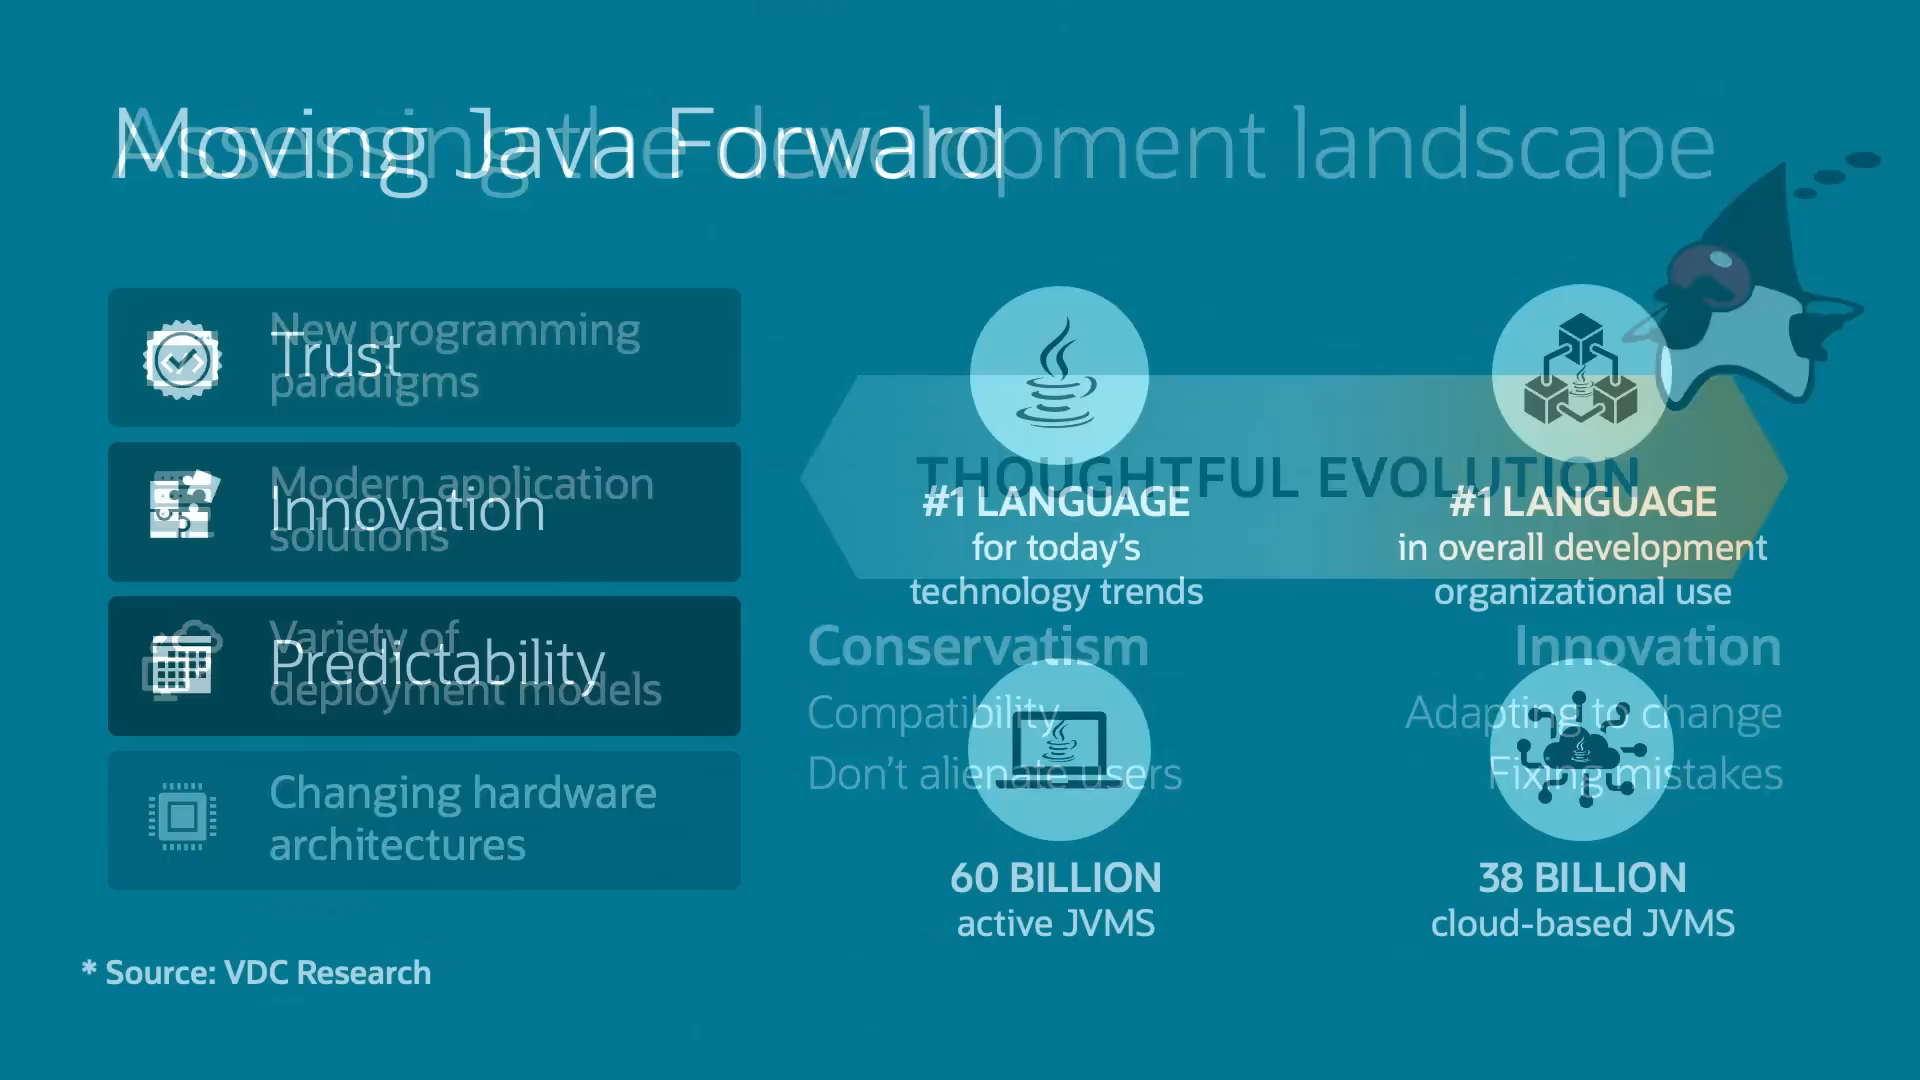 Moving Java Forward
Assessing the development landscape
Trust
Innovation
Predictability
New programming
paradigms
Modern application
solutions
Variety of
deployment models
Changing hardware
architectures
#1 LANGUAGE
for today’s
technology trends
#1 LANGUAGE
in overall development
organizational use
60 BILLION
active JVMS
38 BILLION
cloud-based JVMS
THOUGHTFUL EVOLUTION
Conservatism
Compatibility
Don’t alienate users
Innovation
Adapting to change
Fixing mistakes
* Source: VDC Research